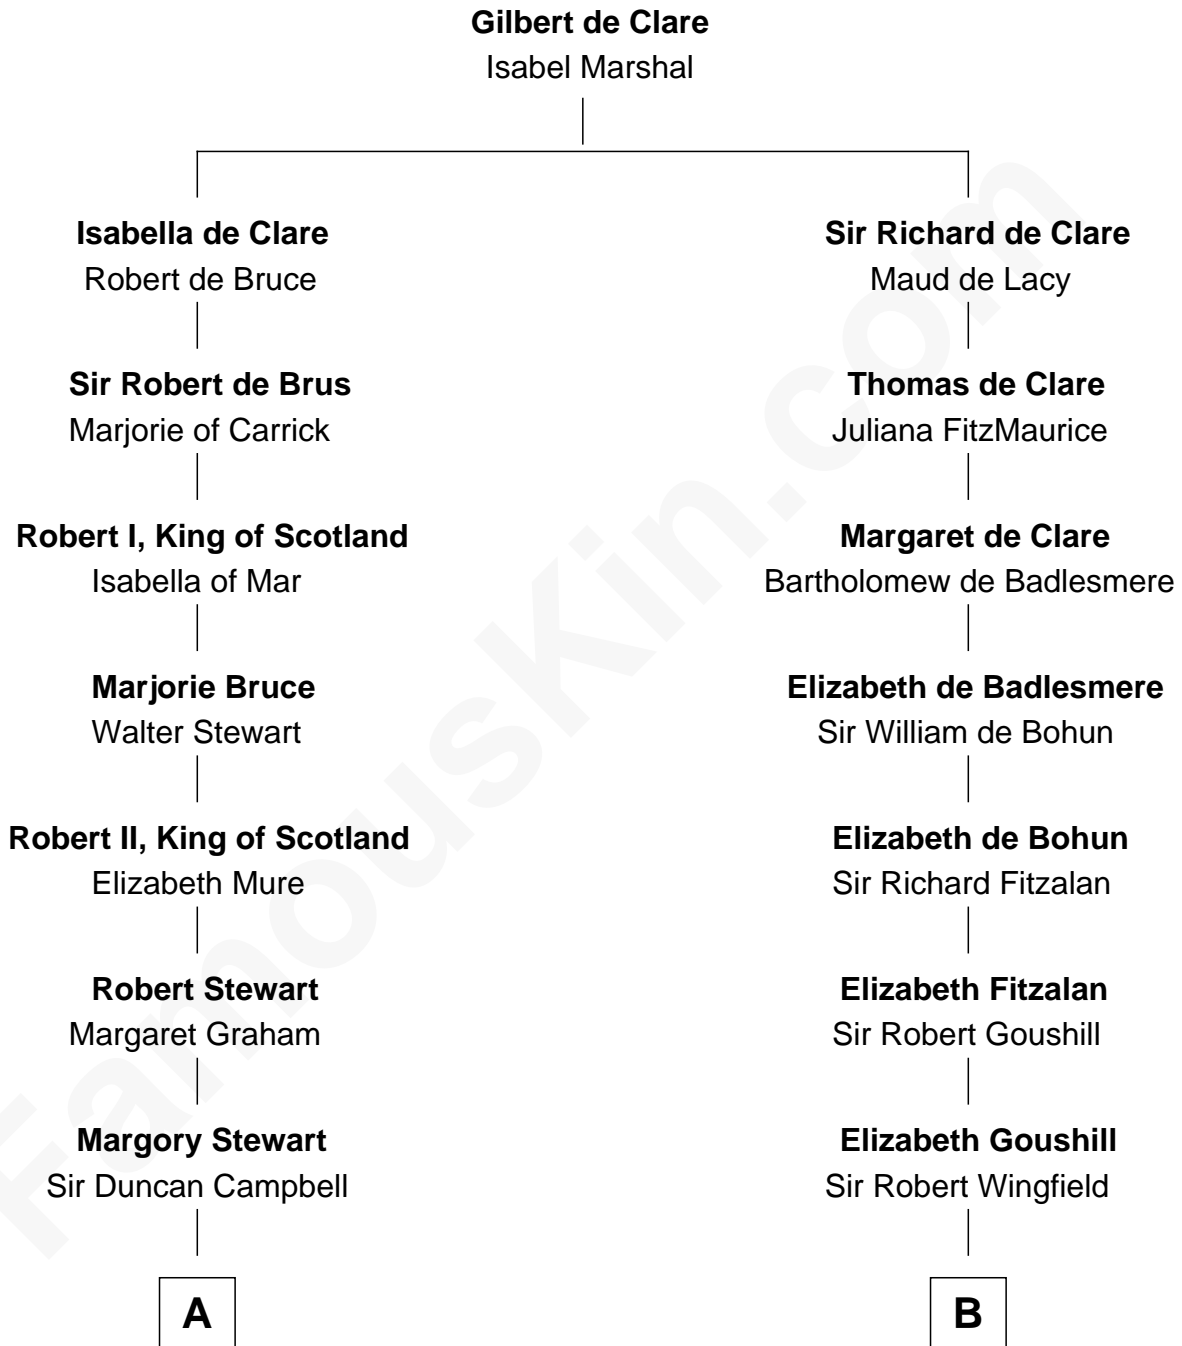 Gilbert de Clare
Isabel Marshal
Isabella de Clare
Robert de Bruce
Sir Richard de Clare
Maud de Lacy
Sir Robert de Brus
Marjorie of Carrick
Thomas de Clare
Juliana FitzMaurice
Robert I, King of Scotland
Isabella of Mar
Margaret de Clare
Bartholomew de Badlesmere
Marjorie Bruce
Walter Stewart
Elizabeth de Badlesmere
Sir William de Bohun
Robert II, King of Scotland
Elizabeth Mure
Elizabeth de Bohun
Sir Richard Fitzalan
Robert Stewart
Margaret Graham
Elizabeth Fitzalan
Sir Robert Goushill
Margory Stewart
Sir Duncan Campbell
Elizabeth Goushill
Sir Robert Wingfield
A
B
FamousKin.com